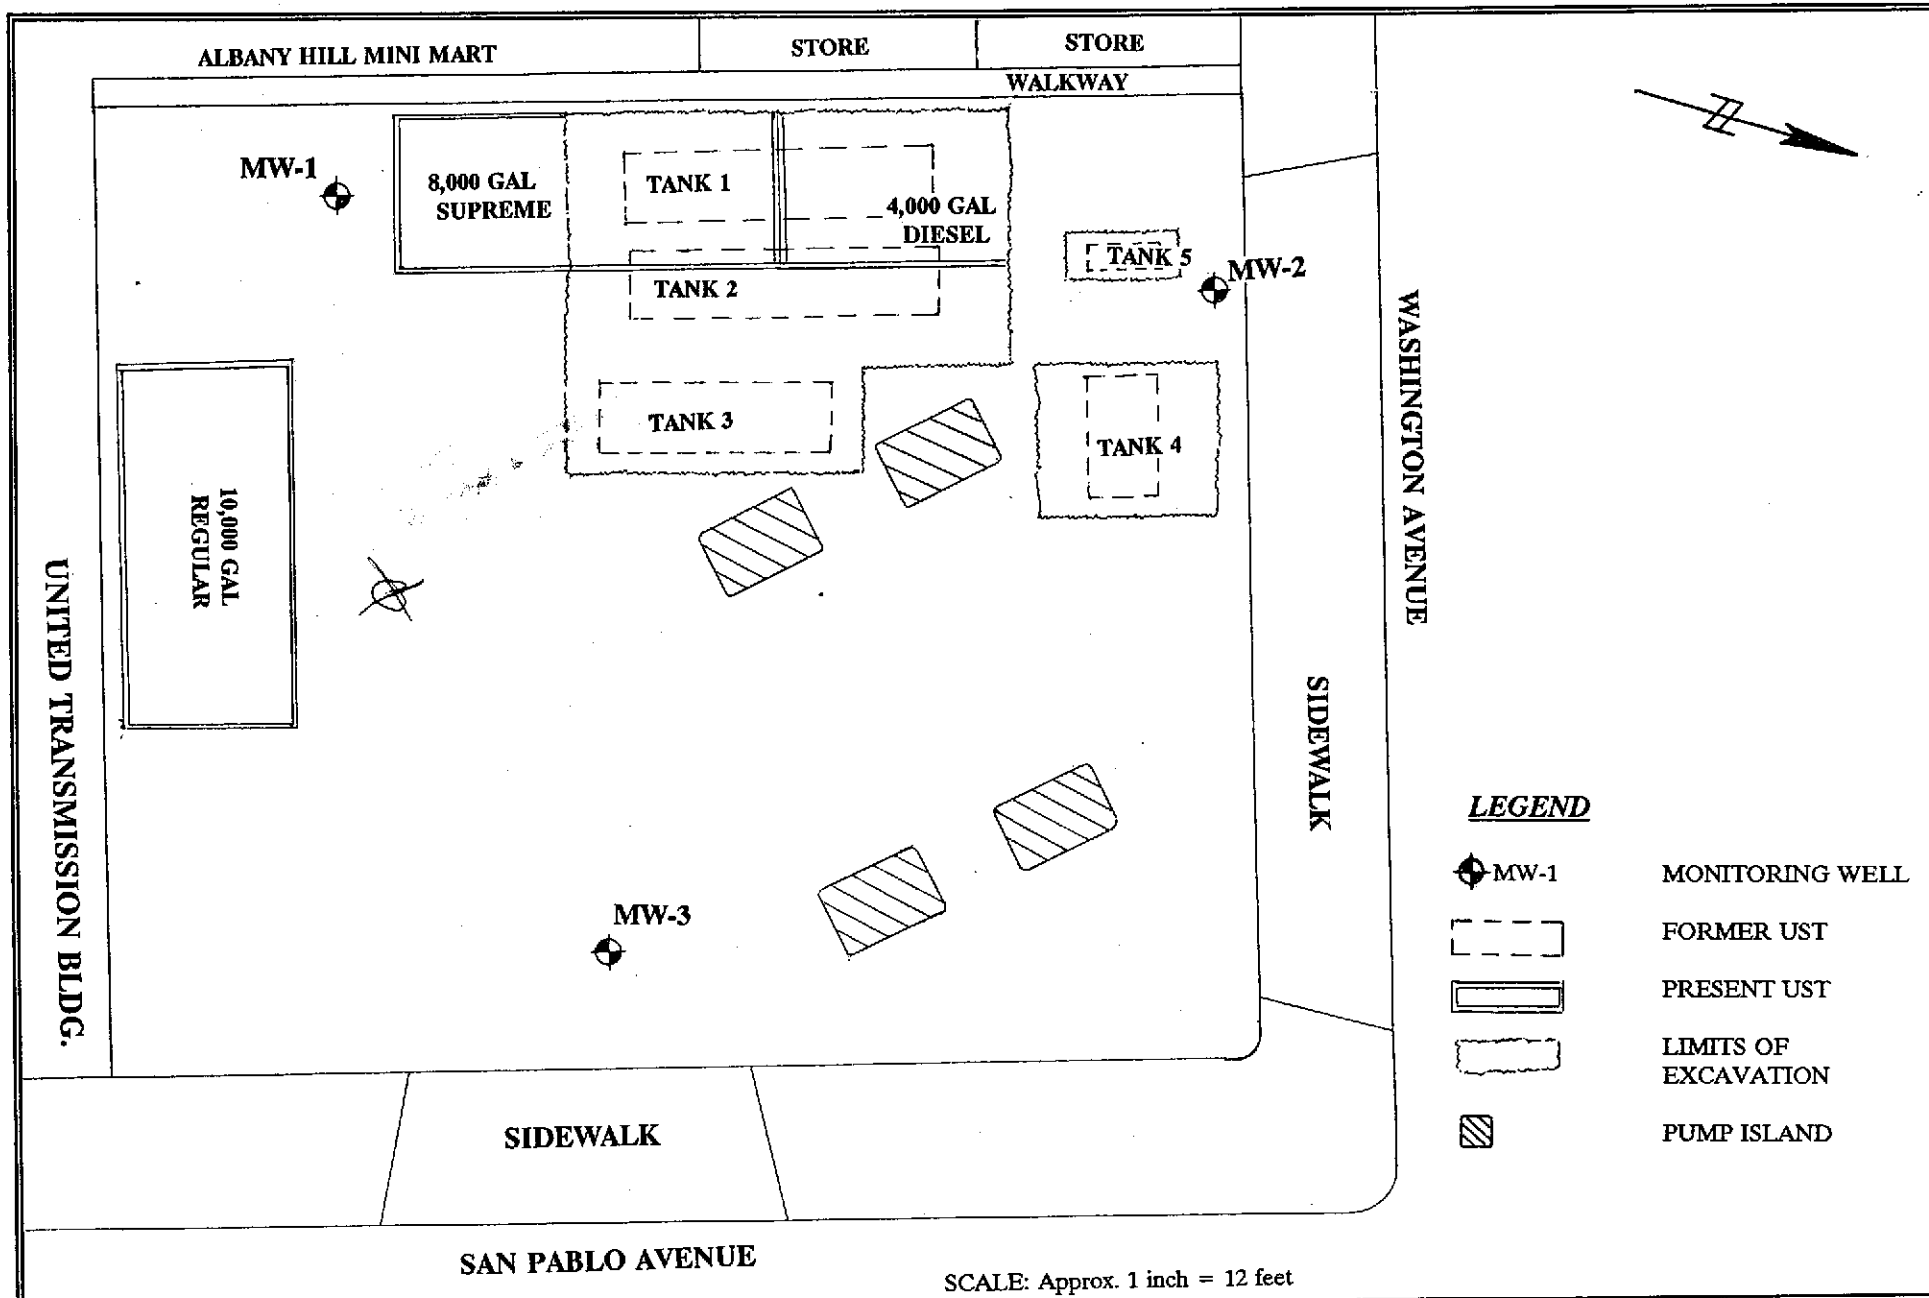 ALBANY HILL MINI MART
STORE
STORE
WALKWAY
MW-1
8,000 GAL
SUPREME
TANK 1
4,000 GAL
DIESEL
TANK 2
TANK 5
MW-2
TANK 3
TANK 4
10,000 GAL
REGULAR
UNITED TRANSMISSION BLDG.
WASHINGTON AVENUE
SIDEWALK
MW-3
SIDEWALK
SAN PABLO AVENUE
SCALE: Approx. 1 inch = 12 feet
N
LEGEND
MW-1 MONITORING WELL
FORMER UST
PRESENT UST
LIMITS OF
EXCAVATION
PUMP ISLAND